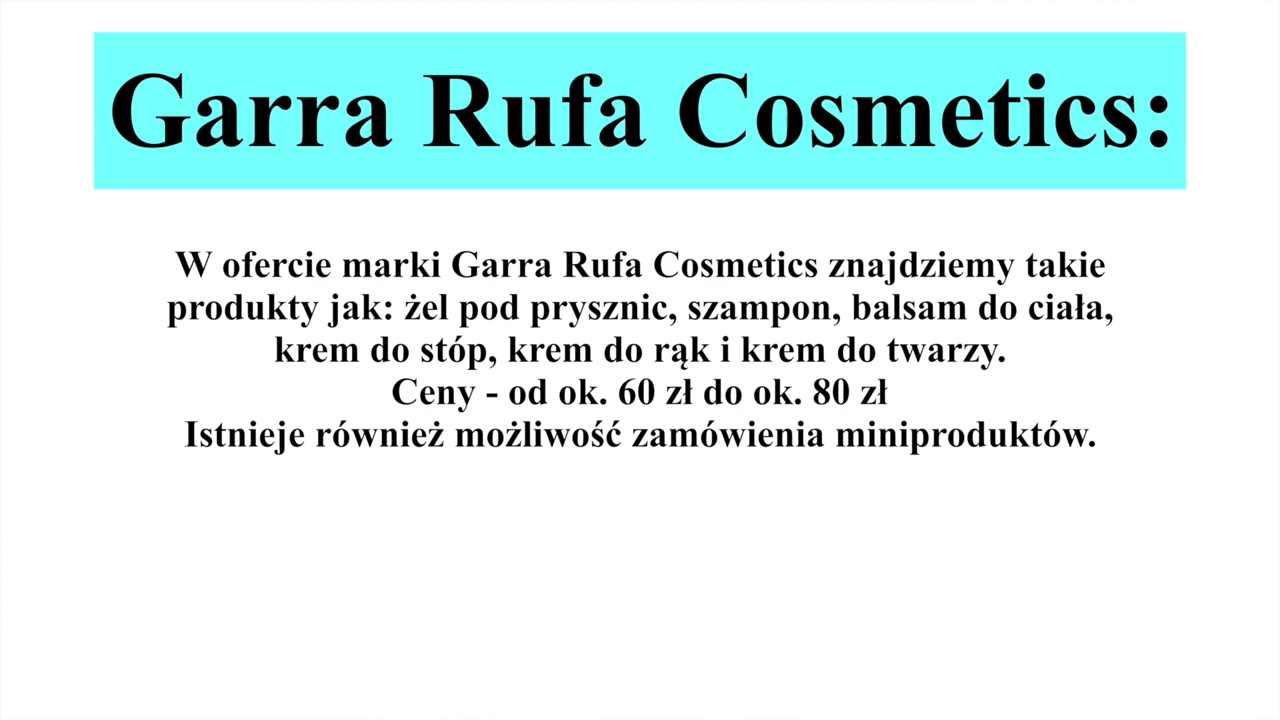 Garra Rufa Cosmetics:
W ofercie marki Garra Rufa Cosmetics znajdziemy takie
produkty jak: żel pod prysznic, szampon, balsam do ciała,
krem do stóp, krem do rąk i krem do twarzy.
Ceny - od ok. 60 zł do ok. 80 zł
Istnieje również możliwość zamówienia miniproduktów.